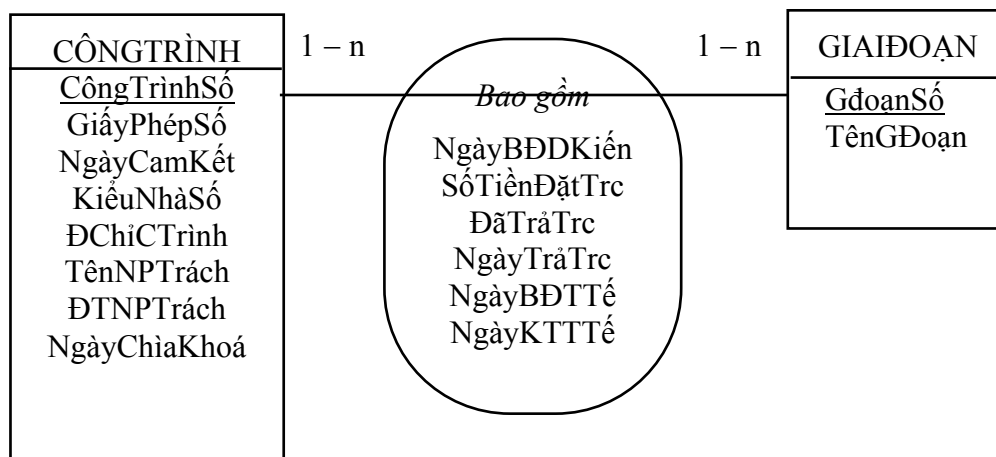 CÔNGTRÌNH
CôngTrìnhSố
GiấyPhépSố
NgàyCamKết
KiểuNhàSố
ĐChỉCTrình
TênNPTrách
ĐTNPTrách
NgàyChìaKhoá
1 – n
Bao gồm
NgàyBĐDKiến
SốTiềnĐặtTrc
ĐãTrảTrc
NgàyTrảTrc
NgàyBĐTTế
NgàyKTTTế
1 – n
GIAIĐOẠN
GđoạnSố
TênGĐoạn